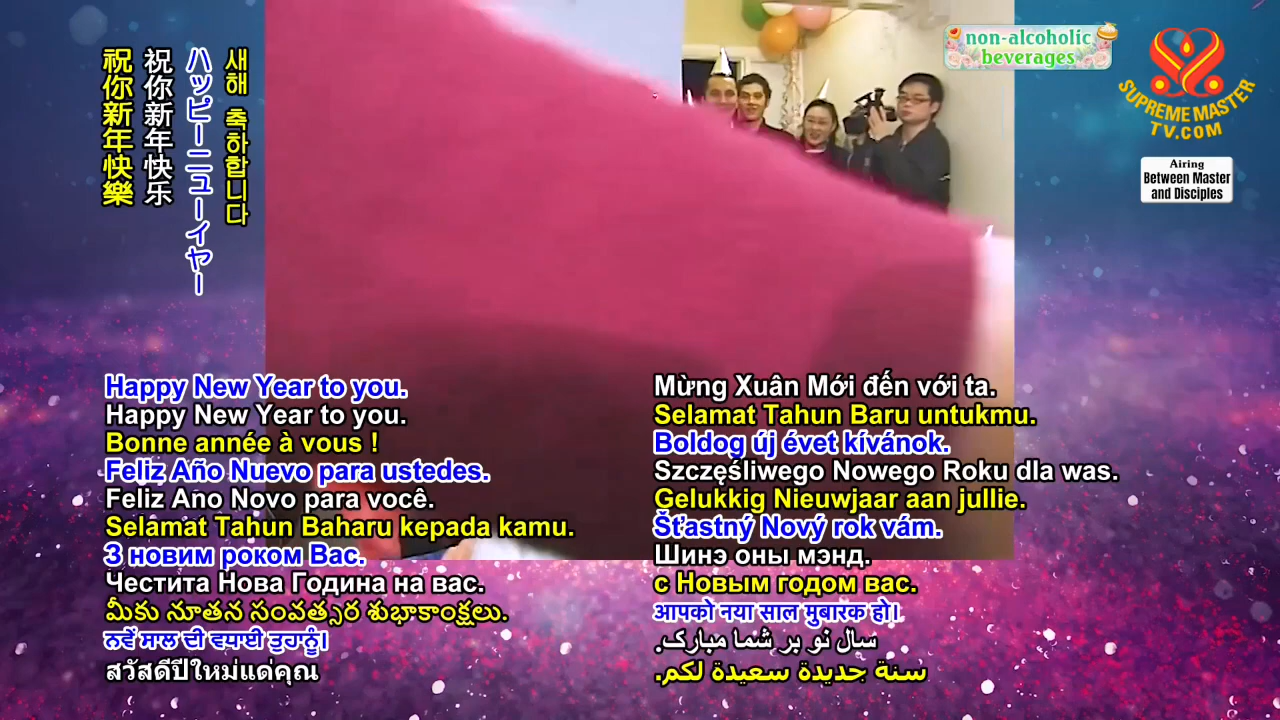 祝你新年快樂
祝你新年快乐
ハッピーニューイヤー
새해 축하합니다
non-alcoholic
beverages
SUPREME MASTER
TV.COM
Airing
Between Master
and Disciples
Happy New Year to you.
Happy New Year to you.
Bonne année à vous !
Feliz Año Nuevo para ustedes.
Feliz Ano Novo para você.
Selamat Tahun Baharu kepada kamu.
З новим роком Вас.
Честита Нова Година на вас.
మీకు నూతన సంవత్సర శుభాకాంక్షలు.
ਨਵੇਂ ਸਾਲ ਦੀ ਵਧਾਈ ਤੁਹਾਨੂੰ।
สวัสดีปีใหม่แด่คุณ
Mừng Xuân Mới đến với ta.
Selamat Tahun Baru untukmu.
Boldog új évet kívánok.
Szczęśliwego Nowego Roku dla was.
Gelukkig Nieuwjaar aan jullie.
Šťastný Nový rok vám.
Шинэ оны мэнд.
с Новым годом вас.
आपको नया साल मुबारक हो।
سال نو بر شما مبارک.
سنة جديدة سعيدة لكم.